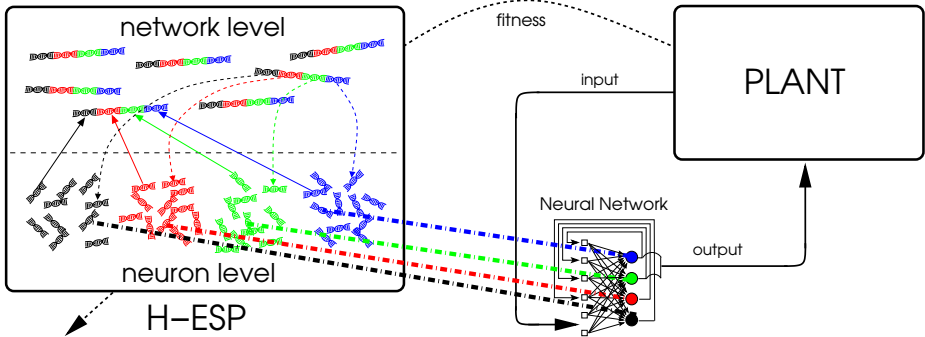 network level
fitness
input
PLANT
Neural Network
output
neuron level
H–ESP